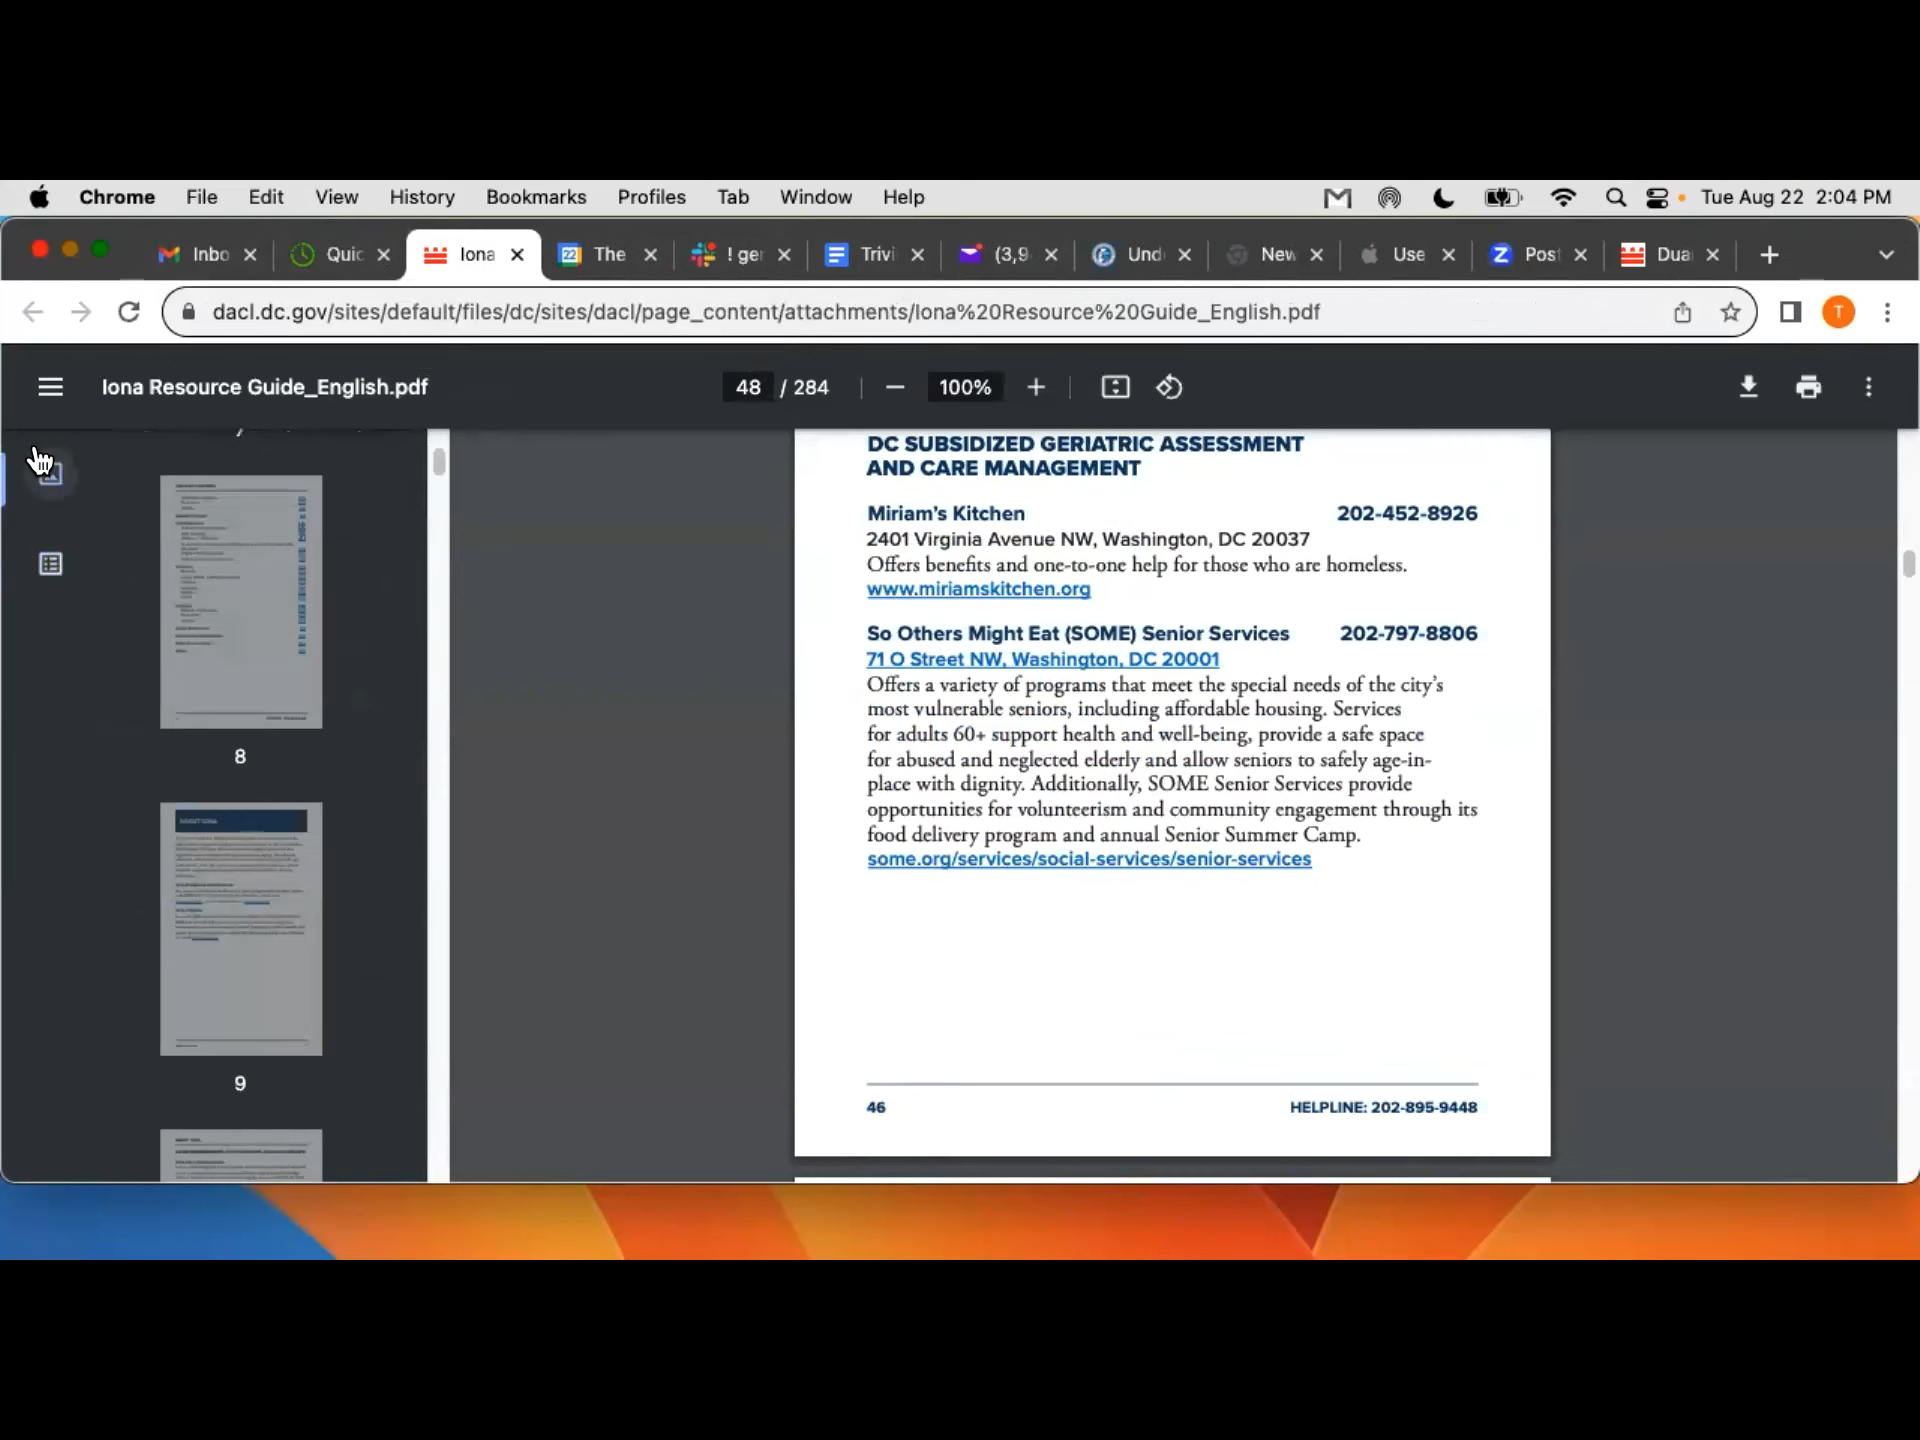 Chrome File Edit View History Bookmarks Profiles Tab Window Help Tue Aug 22 2:04 PM
Inbo Quic Iona 22 The ! ger Trivi (3,9 Und New Use Z Post Dua
dacl.dc.gov/sites/default/files/dc/sites/dacl/page_content/attachments/Iona%20Resource%20Guide_English.pdf T
Iona Resource Guide_English.pdf 48 / 284 100%
8
9
DC SUBSIDIZED GERIATRIC ASSESSMENT
AND CARE MANAGEMENT
Miriam's Kitchen 202-452-8926
2401 Virginia Avenue NW, Washington, DC 20037
Offers benefits and one-to-one help for those who are homeless.
www.miriamskitchen.org
So Others Might Eat (SOME) Senior Services 202-797-8806
71 O Street NW, Washington, DC 20001
Offers a variety of programs that meet the special needs of the city's
most vulnerable seniors, including affordable housing. Services
for adults 60+ support health and well-being, provide a safe space
for abused and neglected elderly and allow seniors to safely age-in-
place with dignity. Additionally, SOME Senior Services provide
opportunities for volunteerism and community engagement through its
food delivery program and annual Senior Summer Camp.
some.org/services/social-services/senior-services
46 HELPLINE: 202-895-9448